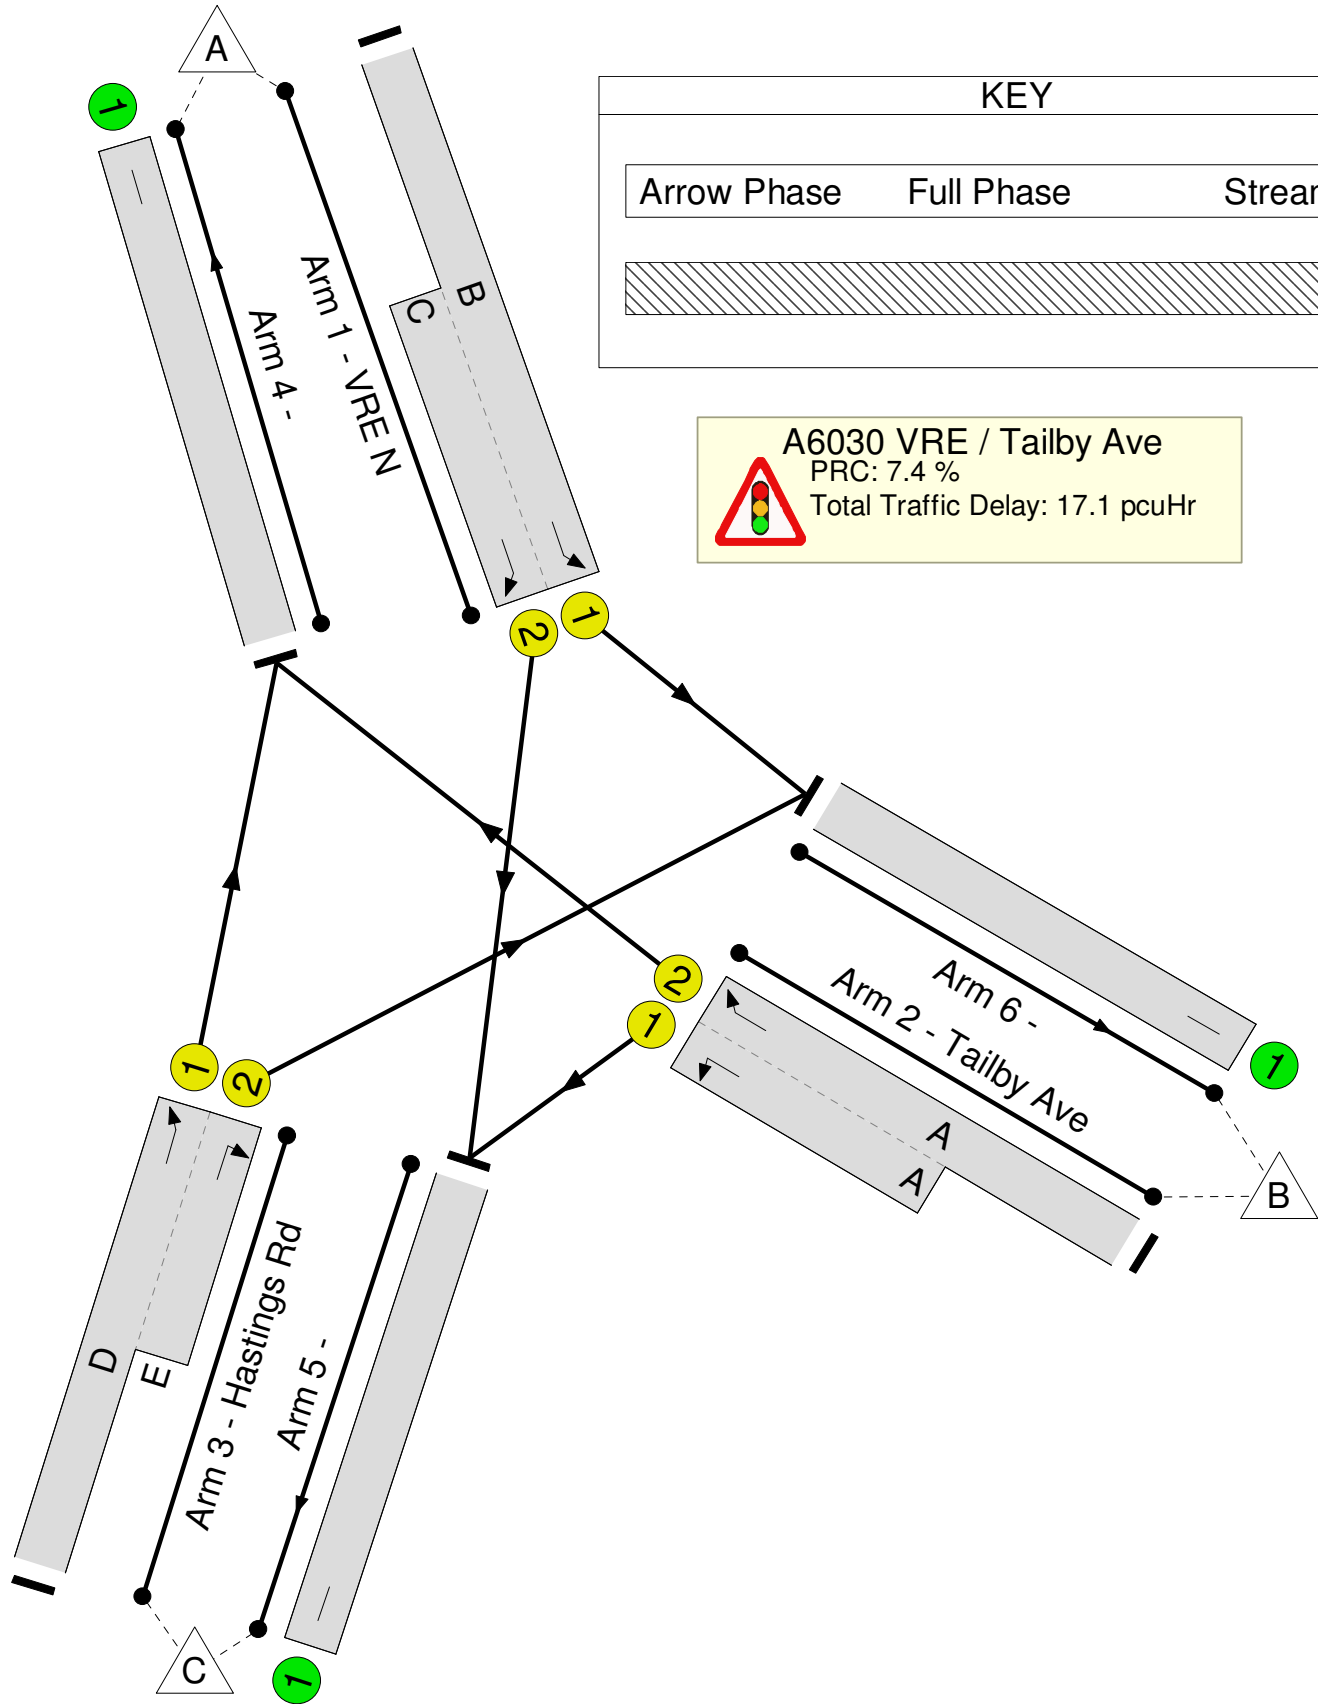 A
1
KEY
Arrow Phase Full Phase Strear
A6030 VRE / Tailby Ave
PRC: 7.4 %
Total Traffic Delay: 17.1 pcuHr
Arm 4 -
Arm 1 - VRE N
C
B
2
1
2
1
1
2
Arm 6 -
Arm 2 - Tailby Ave
A
A
1
B
D
E
Arm 3 - Hastings Rd
Arm 5 -
C
1